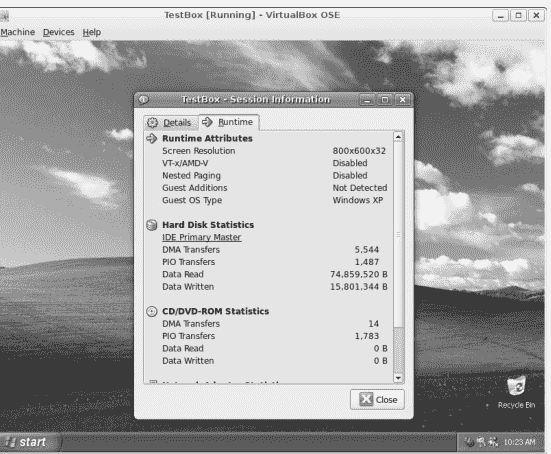 TestBox [Running] - VirtualBox OSE
Machine Devices Help
TestBox - Session Information
Details Runtime
Runtime Attributes
Screen Resolution 800x600x32
VT-x/AMD-V Disabled
Nested Paging Disabled
Guest Additions Not Detected
Guest OS Type Windows XP
Hard Disk Statistics
IDE Primary Master
DMA Transfers 5,544
PIO Transfers 1,487
Data Read 74,859,520 B
Data Written 15,801,344 B
CD/DVD-ROM Statistics
DMA Transfers 14
PIO Transfers 1,783
Data Read 0 B
Data Written 0 B
Close
Recycle Bin
start 10:23 AM